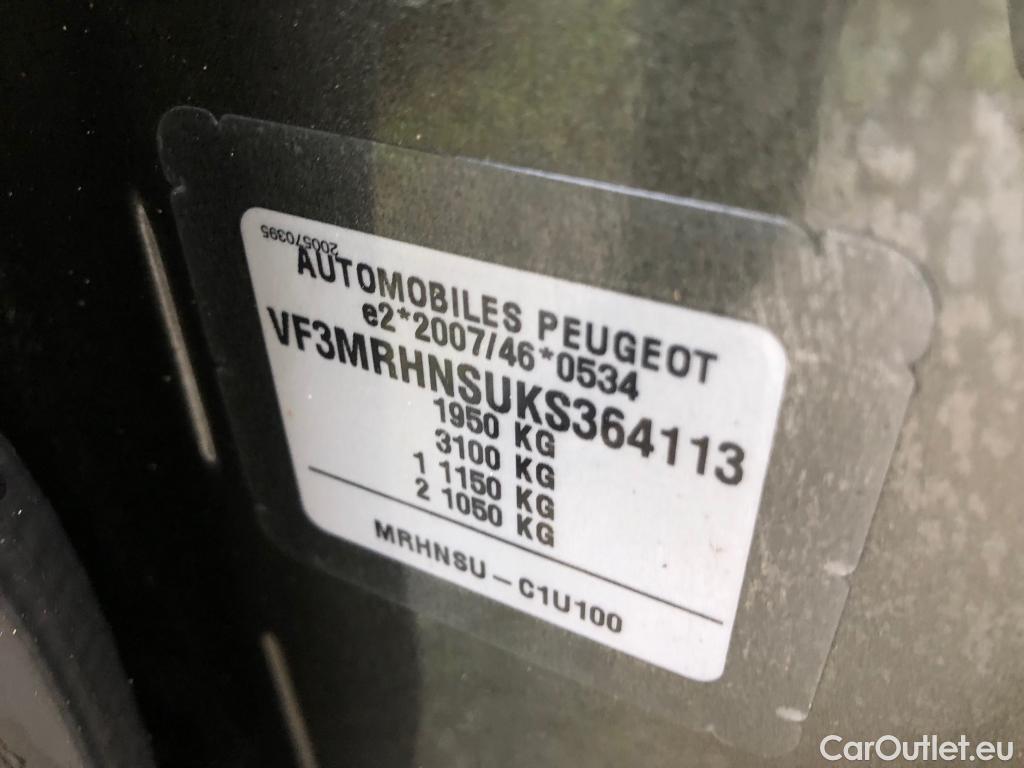 200570395
AUTOMOBILES PEUGEOT
e2*2007/46*0534
VF3MRHNSUKS364113
1950 KG
3100 KG
1 1150 KG
2 1050 KG
MRHNSU-C1U100
CarOutlet.eu